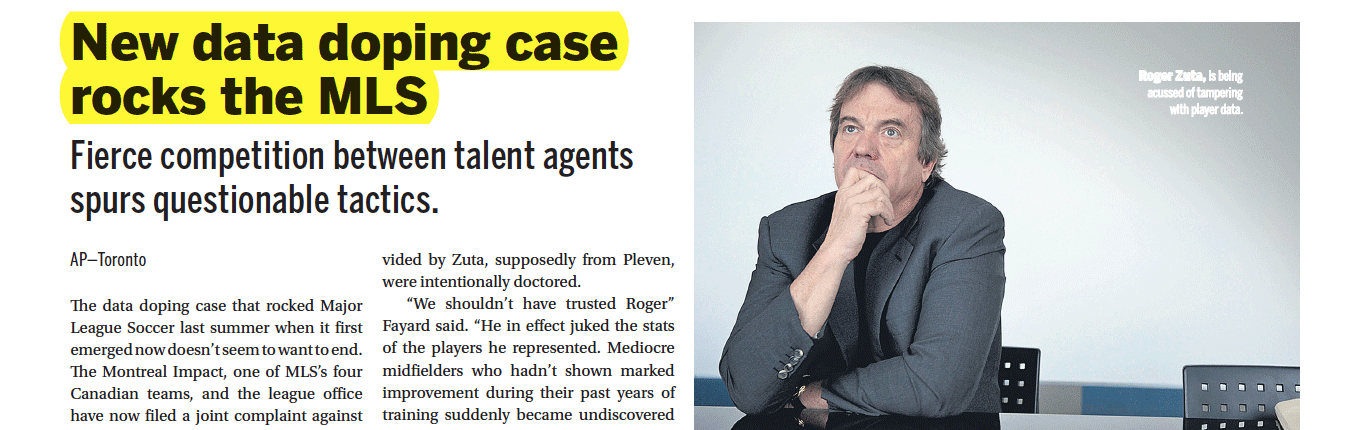 New data doping case
rocks the MLS
Fierce competition between talent agents
spurs questionable tactics.
AP–Toronto
The data doping case that rocked Major
League Soccer last summer when it first
emerged now doesn't seem to want to end.
The Montreal Impact, one of MLS's four
Canadian teams, and the league office
have now filed a joint complaint against
vided by Zuta, supposedly from Pleven,
were intentionally doctored.
“We shouldn't have trusted Roger”
Fayard said. “He in effect juked the stats
of the players he represented. Mediocre
midfielders who hadn't shown marked
improvement during their past years of
training suddenly became undiscovered
Roger Zuta, is being
acussed of tampering
with player data.